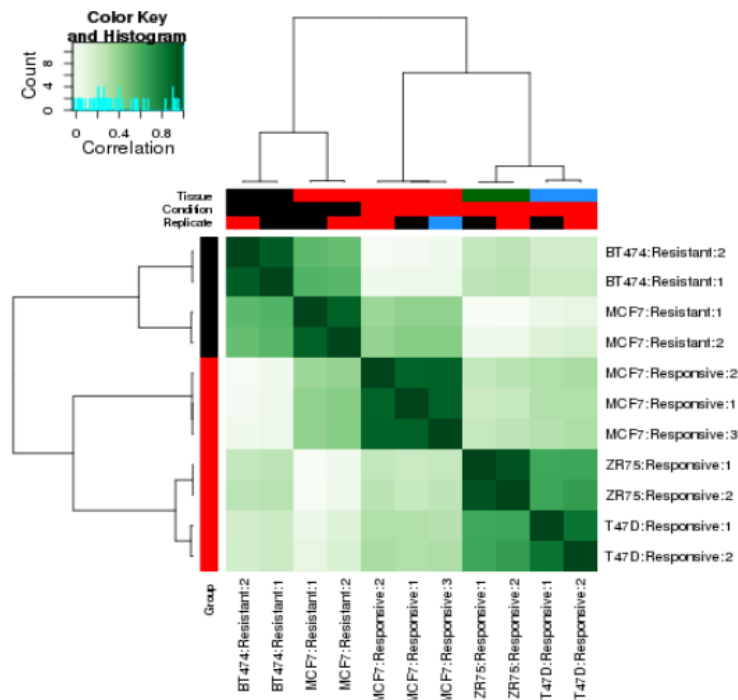 Color Key
and Histogram
Count
0 4 8
0 0.4 0.8
Correlation
Tissue
Condition
Replicate
BT474:Resistant:2
BT474:Resistant:1
MCF7:Resistant:1
MCF7:Resistant:2
MCF7:Responsive:2
MCF7:Responsive:1
MCF7:Responsive:3
ZR75:Responsive:1
ZR75:Responsive:2
T47D:Responsive:1
T47D:Responsive:2
Group
BT474:Resistant:2
BT474:Resistant:1
MCF7:Resistant:1
MCF7:Resistant:2
MCF7:Responsive:2
MCF7:Responsive:1
MCF7:Responsive:3
ZR75:Responsive:1
ZR75:Responsive:2
T47D:Responsive:1
T47D:Responsive:2